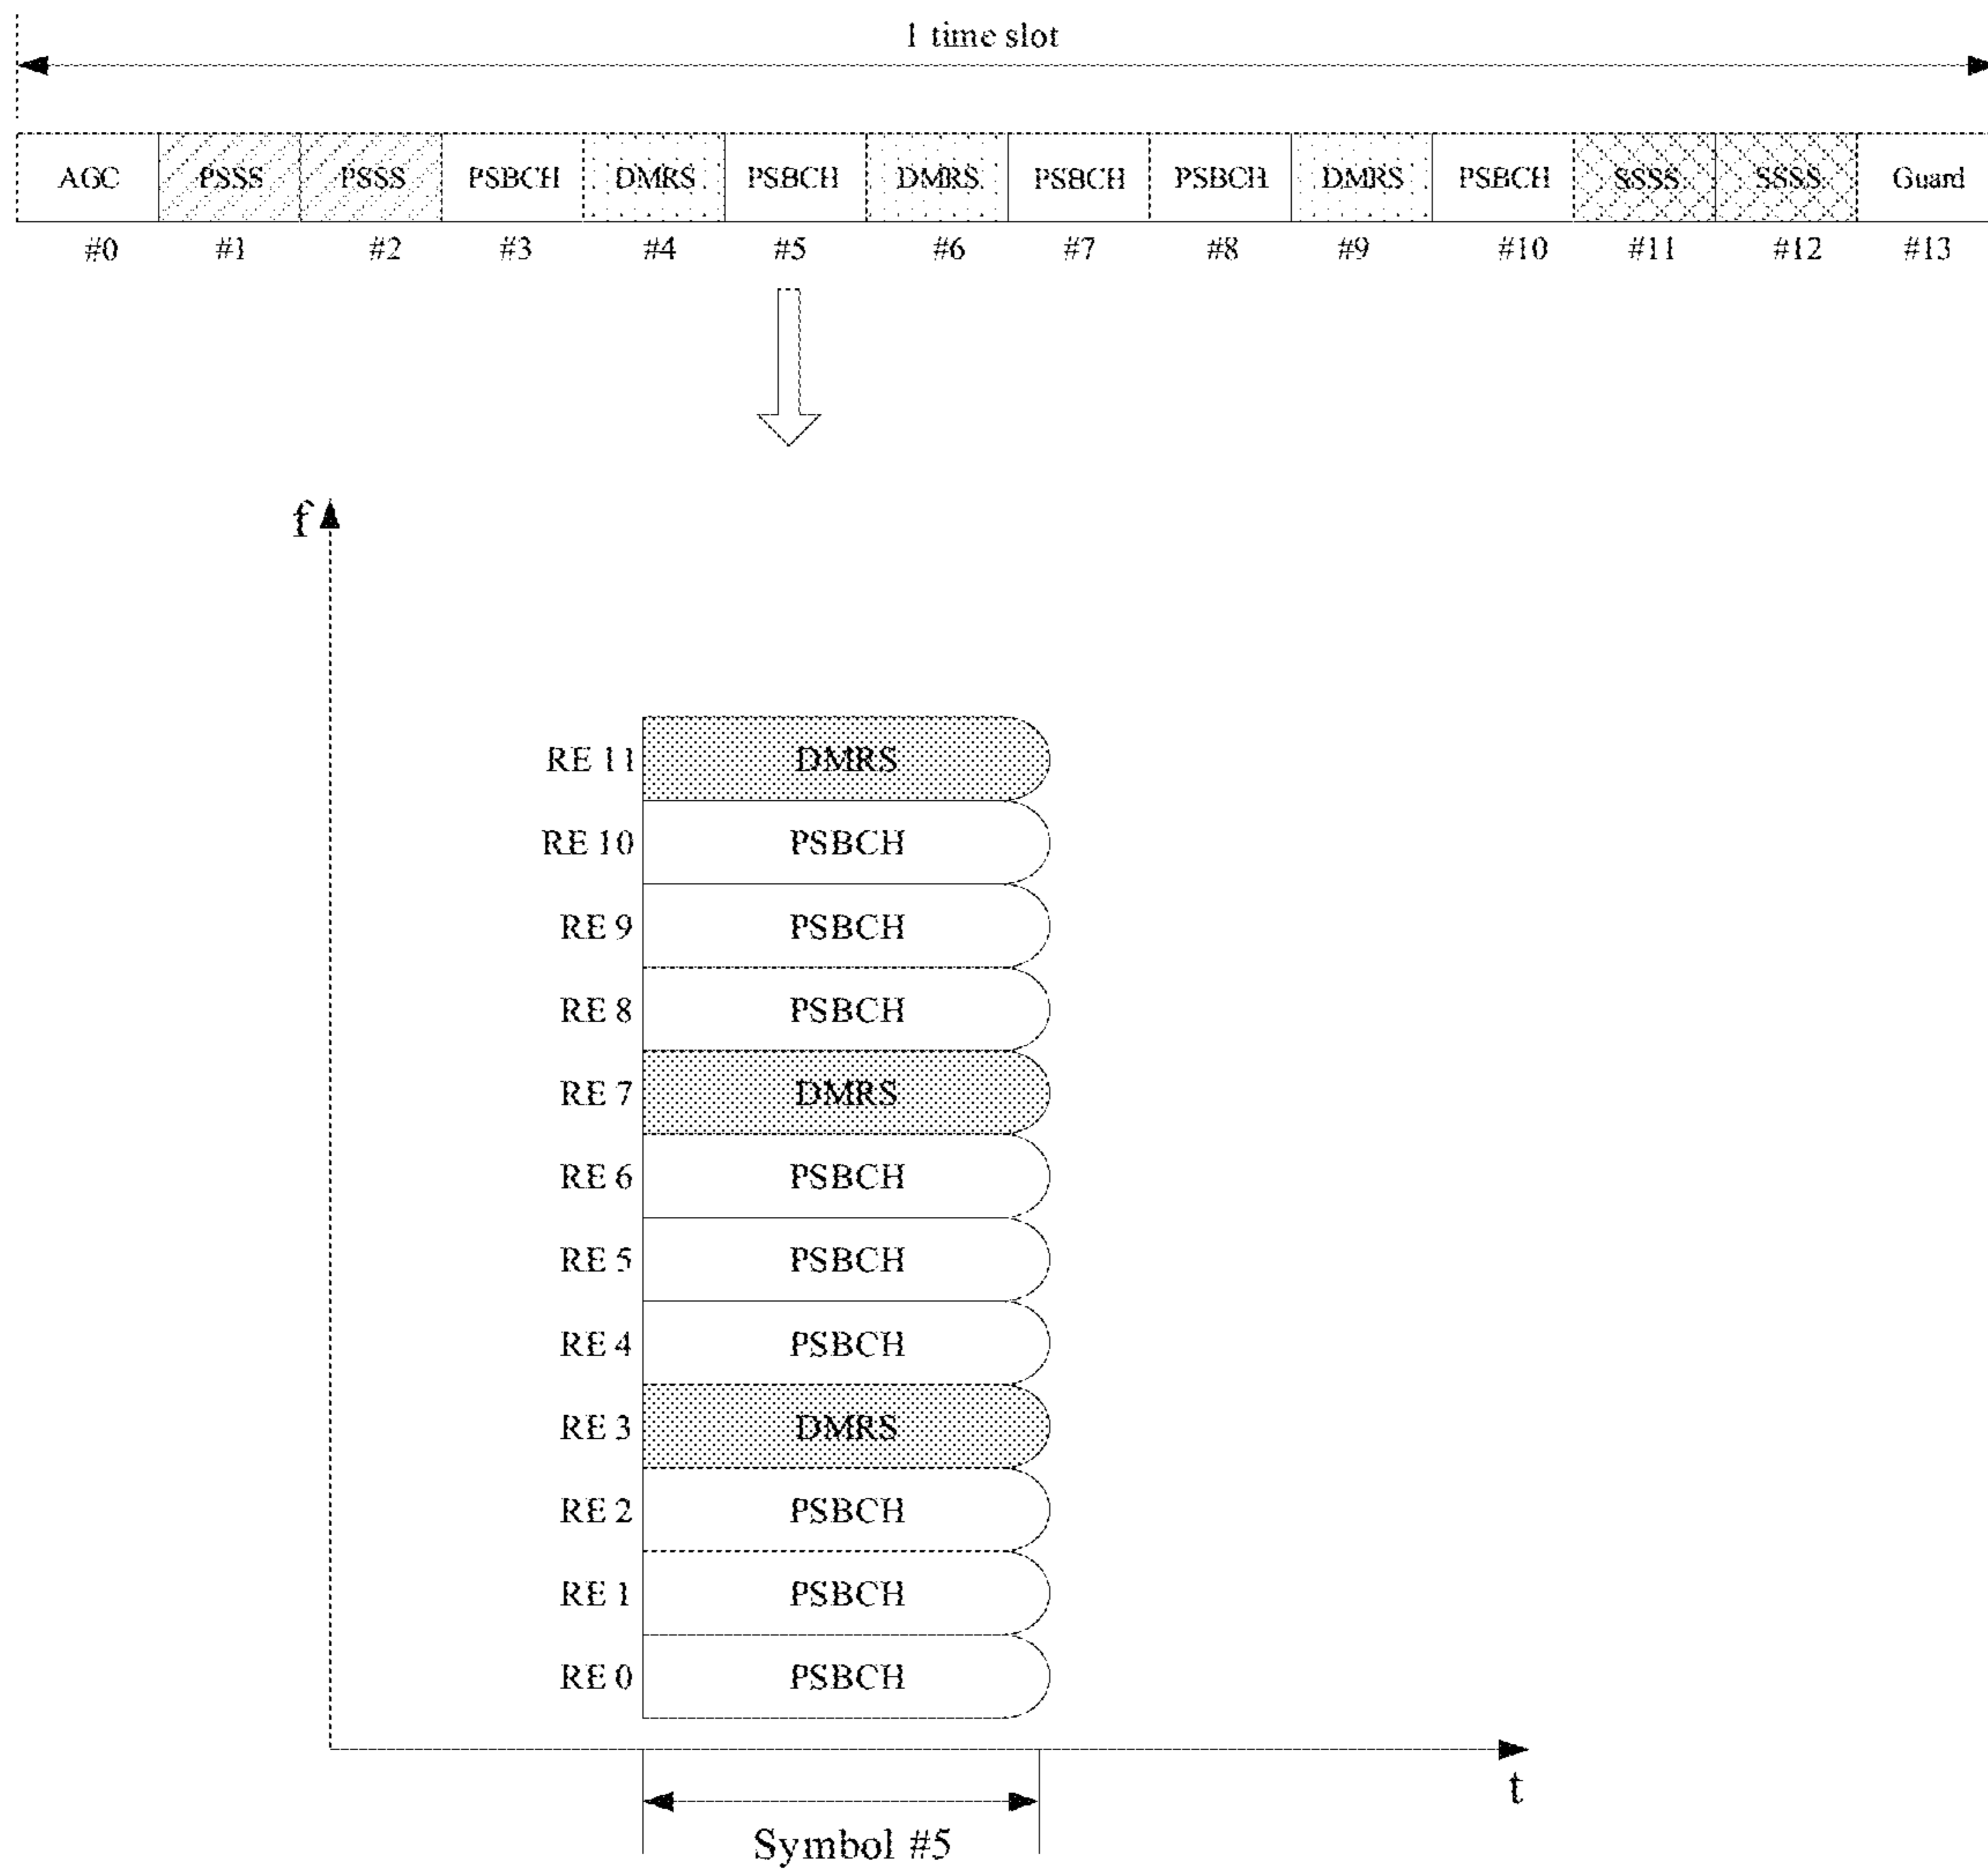 1 time slot
AGC PSSS PSSS PSBCH DMRS PSBCH DMRS PSBCH PSBCH DMRS PSBCH SSSS SSSS Guard
#0 #1 #2 #3 #4 #5 #6 #7 #8 #9 #10 #11 #12 #13
f
RE 11 DMRS
RE 10 PSBCH
RE 9 PSBCH
RE 8 PSBCH
RE 7 DMRS
RE 6 PSBCH
RE 5 PSBCH
RE 4 PSBCH
RE 3 DMRS
RE 2 PSBCH
RE 1 PSBCH
RE 0 PSBCH
t
Symbol #5